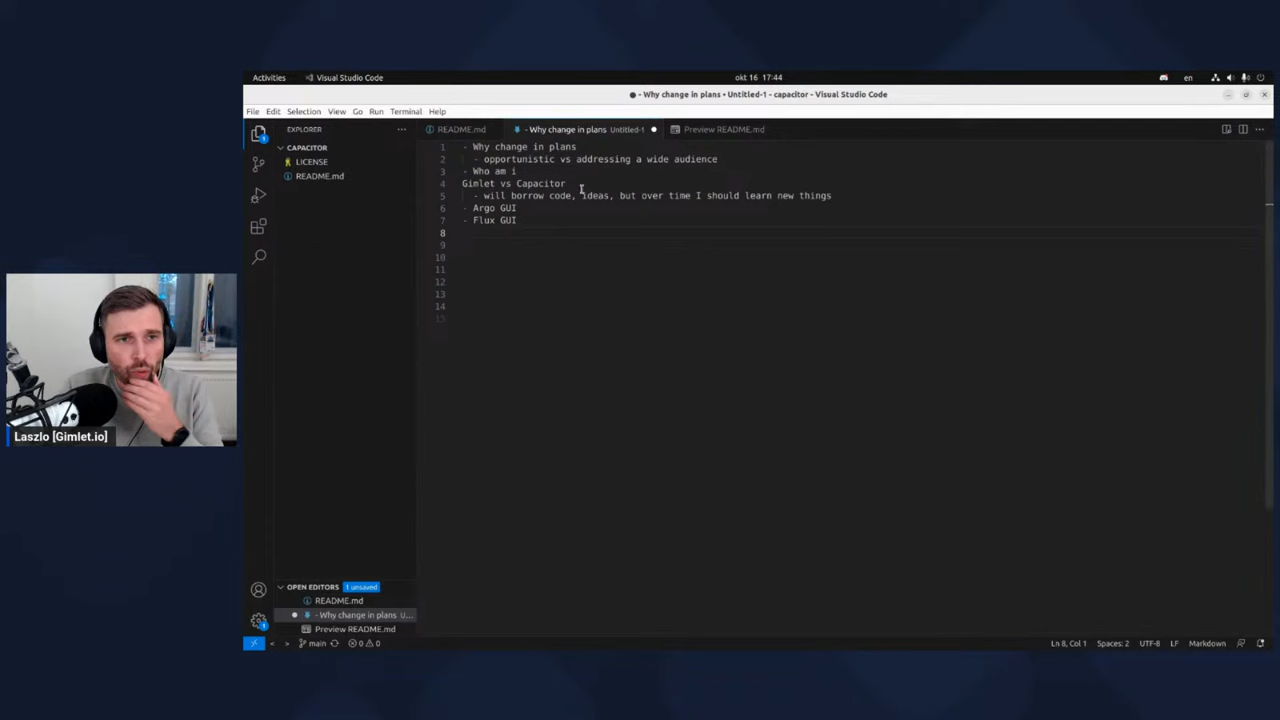 Activities
Visual Studio Code
okt 16 17:44
en
● - Why change in plans • Untitled-1 - capacitor - Visual Studio Code
File Edit Selection View Go Run Terminal Help
EXPLORER
README.md
- Why change in plans Untitled-1
Preview README.md
CAPACITOR
LICENSE
README.md
1 - Why change in plans
2 - opportunistic vs addressing a wide audience
3 - Who am i
4 Gimlet vs Capacitor
5 - will borrow code, ideas, but over time I should learn new things
6 - Argo GUI
7 - Flux GUI
8
9
10
11
12
13
14
15
Laszlo [Gimlet.io]
OPEN EDITORS 1 unsaved
README.md
- Why change in plans U...
Preview README.md
main 0 0
Ln 8, Col 1 Spaces: 2 UTF-8 LF Markdown